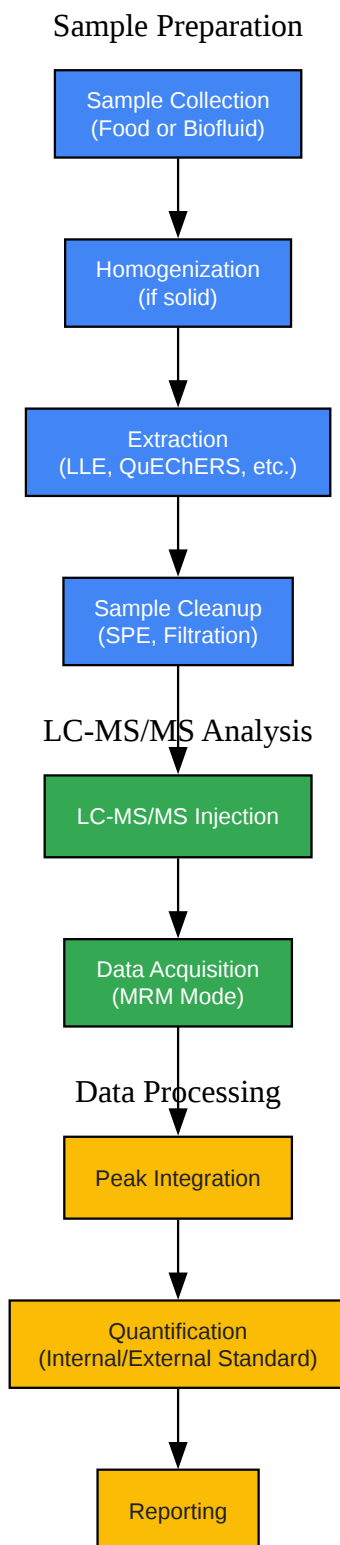 Sample Preparation
Sample Collection
(Food or Biofluid)
Homogenization
(if solid)
Extraction
(LLE, QuEChERS, etc.)
Sample Cleanup
(SPE, Filtration)
LC-MS/MS Analysis
LC-MS/MS Injection
Data Acquisition
(MRM Mode)
Data Processing
Peak Integration
Quantification
(Internal/External Standard)
Reporting